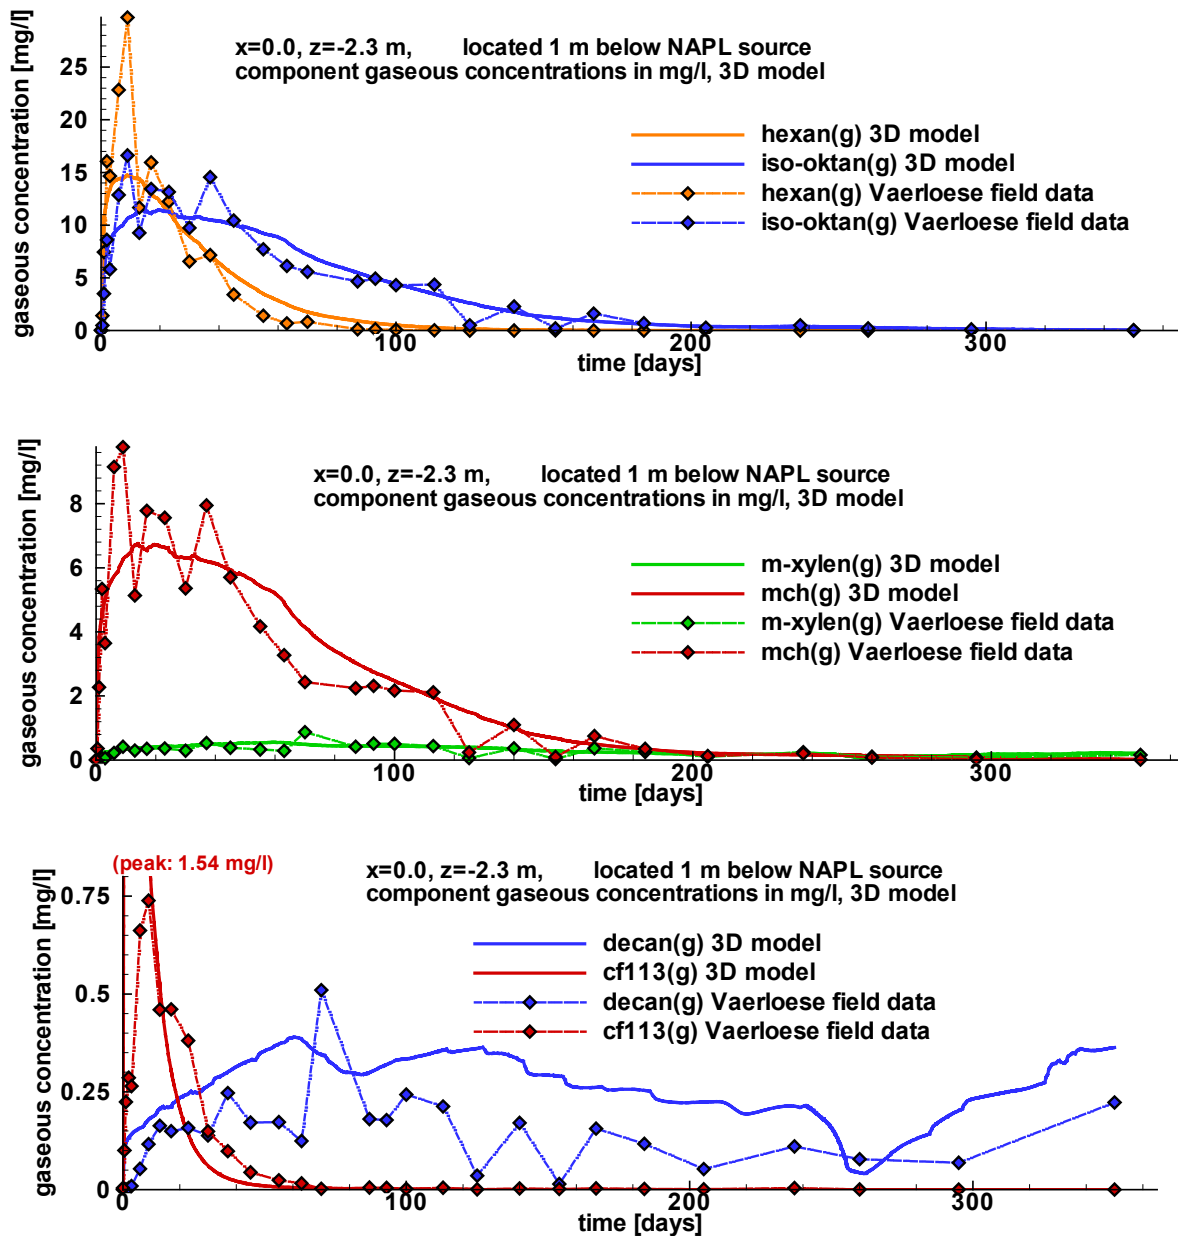 gaseous concentration [mg/l]
x=0.0, z=-2.3 m, located 1 m below NAPL source
component gaseous concentrations in mg/l, 3D model
25
20
15
10
5
0
hexan(g) 3D model
iso-oktan(g) 3D model
hexan(g) Vaerloese field data
iso-oktan(g) Vaerloese field data
0 100 200 300
time [days]
gaseous concentration [mg/l]
x=0.0, z=-2.3 m, located 1 m below NAPL source
component gaseous concentrations in mg/l, 3D model
8
6
4
2
0
m-xylen(g) 3D model
mch(g) 3D model
m-xylen(g) Vaerloese field data
mch(g) Vaerloese field data
0 100 200 300
time [days]
gaseous concentration [mg/l]
(peak: 1.54 mg/l)
x=0.0, z=-2.3 m, located 1 m below NAPL source
component gaseous concentrations in mg/l, 3D model
0.75
0.5
0.25
0
decan(g) 3D model
cf113(g) 3D model
decan(g) Vaerloese field data
cf113(g) Vaerloese field data
0 100 200 300
time [days]